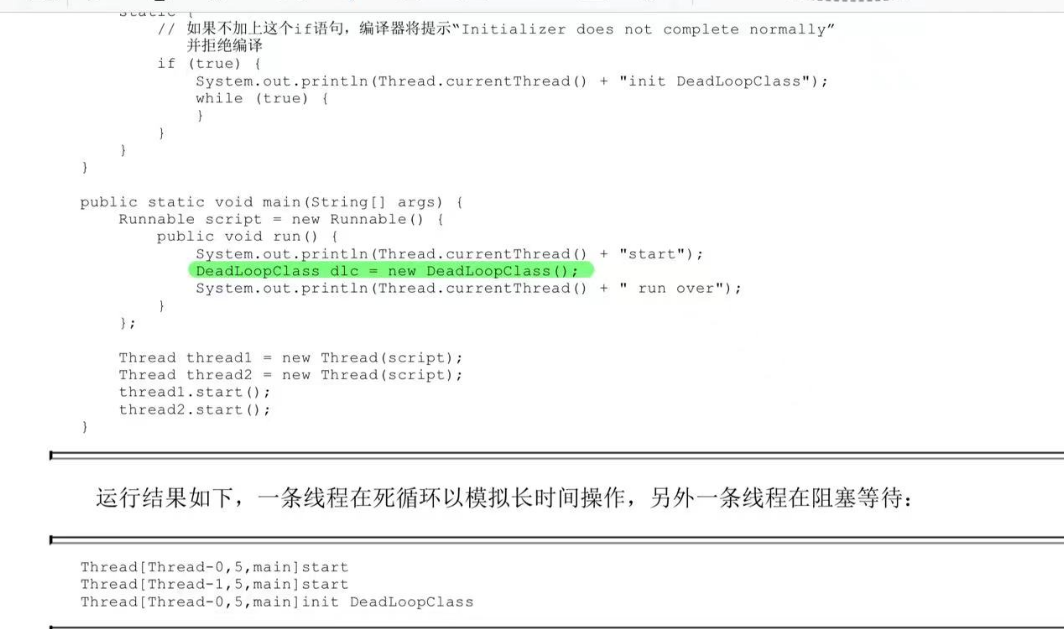 static {
// 如果不加上这个if语句，编译器将提示“Initializer does not complete normally”
并拒绝编译
if (true) {
System.out.println(Thread.currentThread() + "init DeadLoopClass");
while (true) {
}
}
}
}
public static void main(String[] args) {
Runnable script = new Runnable() {
public void run() {
System.out.println(Thread.currentThread() + "start");
DeadLoopClass dlc = new DeadLoopClass();
System.out.println(Thread.currentThread() + " run over");
}
};
Thread thread1 = new Thread(script);
Thread thread2 = new Thread(script);
thread1.start();
thread2.start();
}
运行结果如下，一条线程在死循环以模拟长时间操作，另外一条线程在阻塞等待：
Thread[Thread-0,5,main]start
Thread[Thread-1,5,main]start
Thread[Thread-0,5,main]init DeadLoopClass